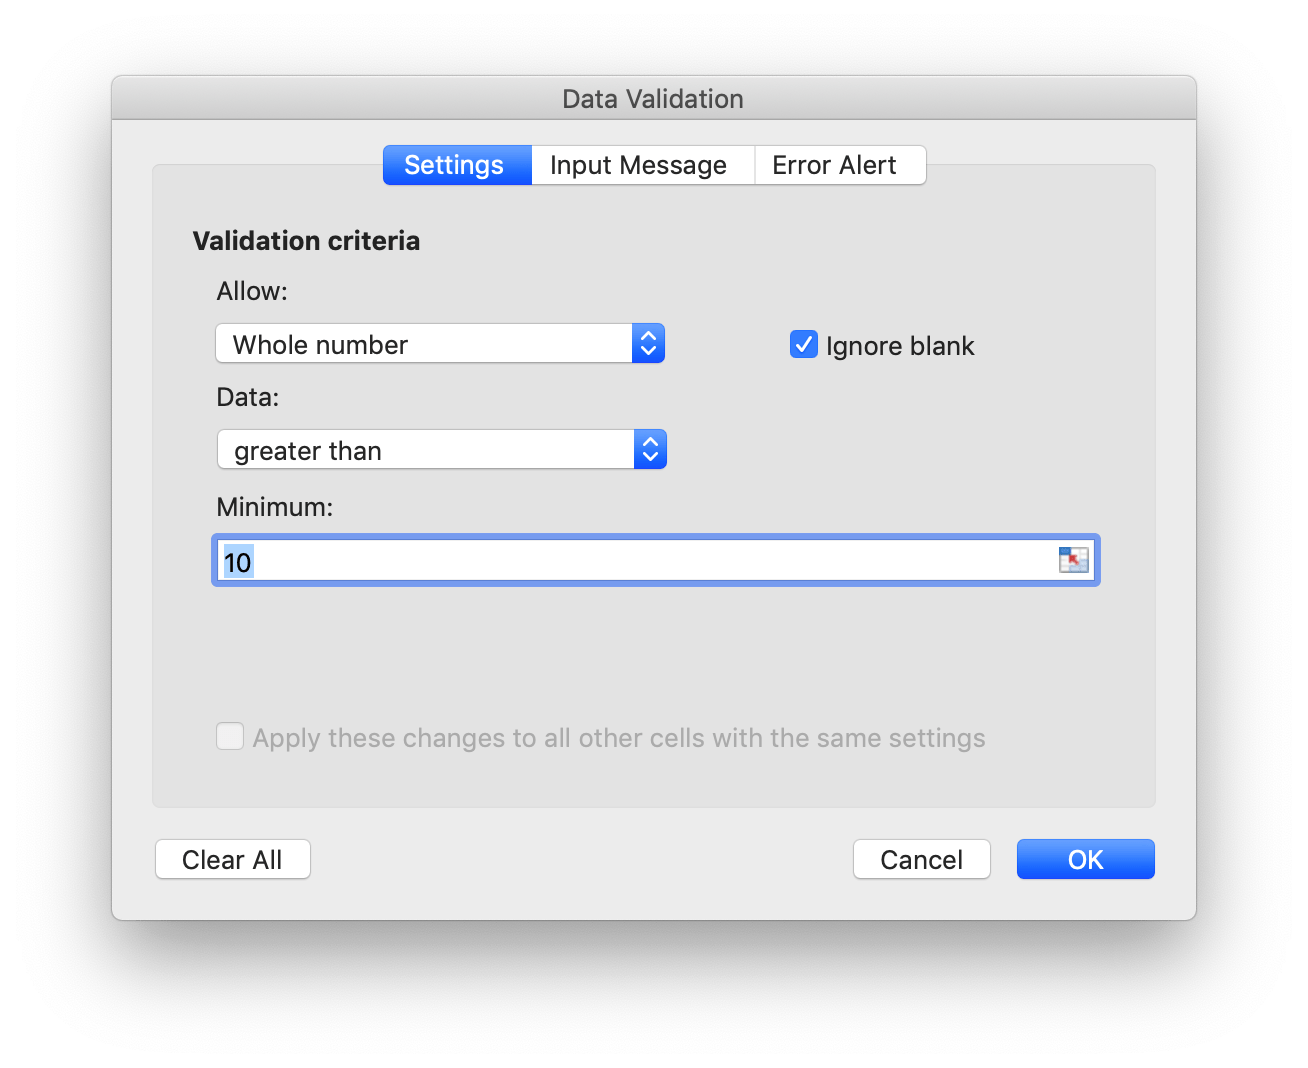 Data Validation
Settings Input Message Error Alert
Validation criteria
Allow:
Whole number
Ignore blank
Data:
greater than
Minimum:
10
Apply these changes to all other cells with the same settings
Clear All Cancel OK